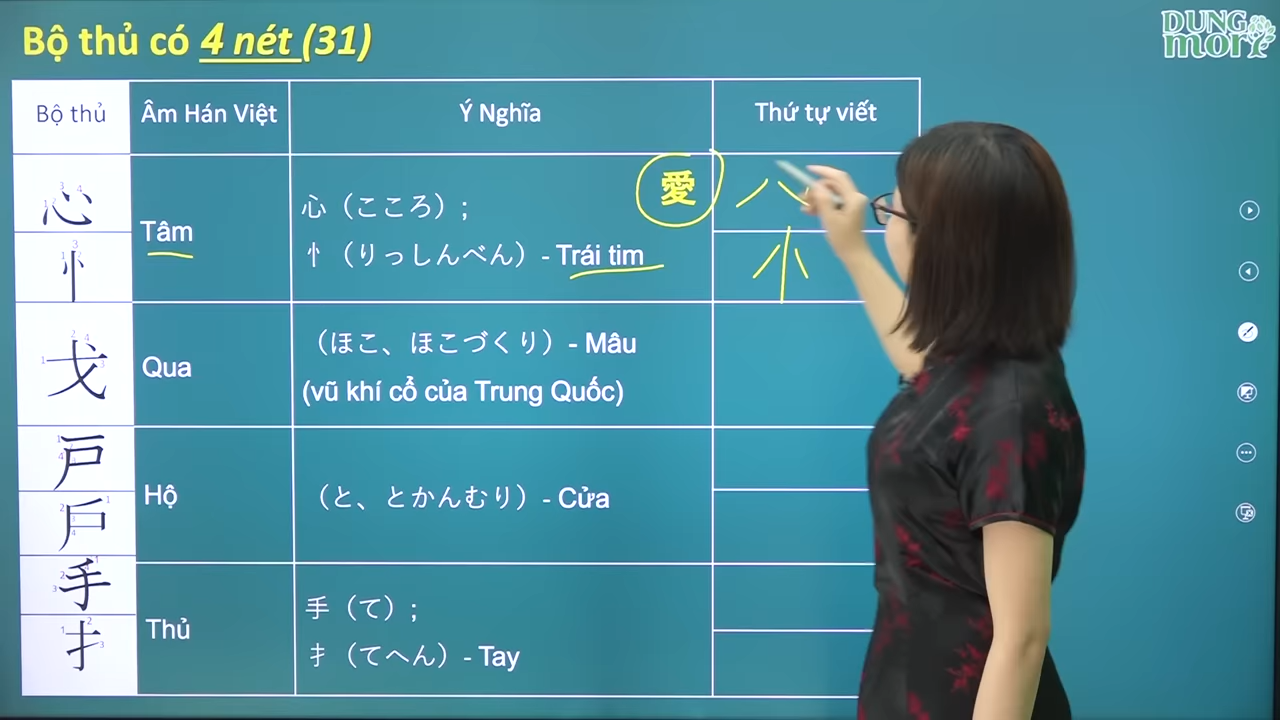 Bộ thủ có 4 nét (31)
DUNG
mori
Bộ thủ
Âm Hán Việt
Ý Nghĩa
Thứ tự viết
心
忄
Tâm
心（こころ）;
忄（りっしんべん）- Trái tim
愛
戈
Qua
（ほこ、ほこづくり）- Mâu
(vũ khí cổ của Trung Quốc)
戸
戶
Hộ
（と、とかんむり）- Cửa
手
扌
Thủ
手（て）;
扌（てへん）- Tay